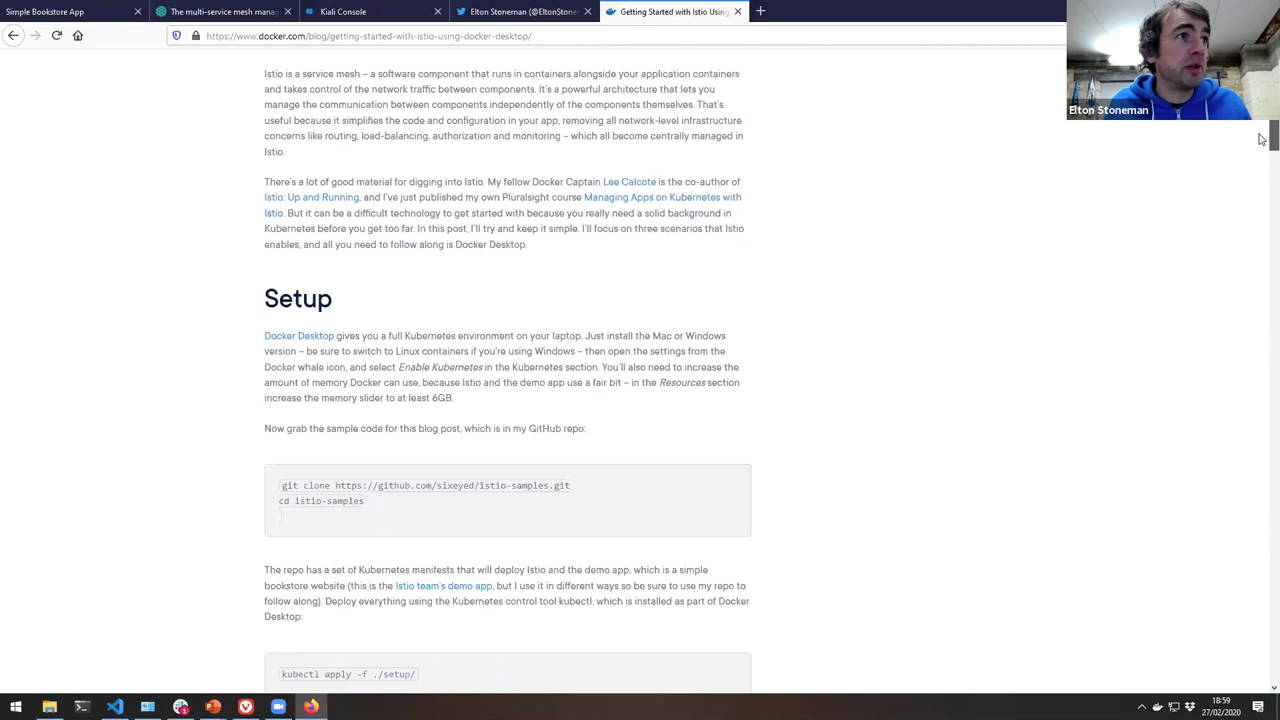 Simple Bookstore App
The multi-service mesh manag
Kiali Console
Elton Stoneman (@EltonStoner
Getting Started with Istio Using
https://www.docker.com/blog/getting-started-with-istio-using-docker-desktop/
Elton Stoneman
Istio is a service mesh – a software component that runs in containers alongside your application containers
and takes control of the network traffic between components. It's a powerful architecture that lets you
manage the communication between components independently of the components themselves. That's
useful because it simplifies the code and configuration in your app, removing all network-level infrastructure
concerns like routing, load-balancing, authorization and monitoring – which all become centrally managed in
Istio.
There's a lot of good material for digging into Istio. My fellow Docker Captain Lee Calcote is the co-author of
Istio: Up and Running, and I've just published my own Pluralsight course Managing Apps on Kubernetes with
Istio. But it can be a difficult technology to get started with because you really need a solid background in
Kubernetes before you get too far. In this post, I'll try and keep it simple. I'll focus on three scenarios that Istio
enables, and all you need to follow along is Docker Desktop.
Setup
Docker Desktop gives you a full Kubernetes environment on your laptop. Just install the Mac or Windows
version – be sure to switch to Linux containers if you're using Windows – then open the settings from the
Docker whale icon, and select Enable Kubernetes in the Kubernetes section. You'll also need to increase the
amount of memory Docker can use, because Istio and the demo app use a fair bit – in the Resources section
increase the memory slider to at least 6GB.
Now grab the sample code for this blog post, which is in my GitHub repo:
git clone https://github.com/sixeyed/istio-samples.git
cd istio-samples
The repo has a set of Kubernetes manifests that will deploy Istio and the demo app, which is a simple
bookstore website (this is the Istio team's demo app, but I use it in different ways so be sure to use my repo to
follow along). Deploy everything using the Kubernetes control tool kubectl, which is installed as part of Docker
Desktop:
kubectl apply -f ./setup/
18:59
27/02/2020